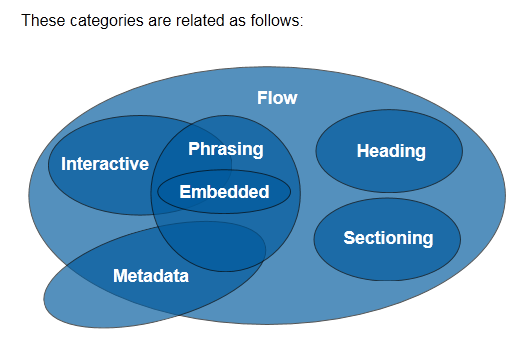 These categories are related as follows:
Flow
Phrasing
Heading
Interactive
Embedded
Sectioning
Metadata